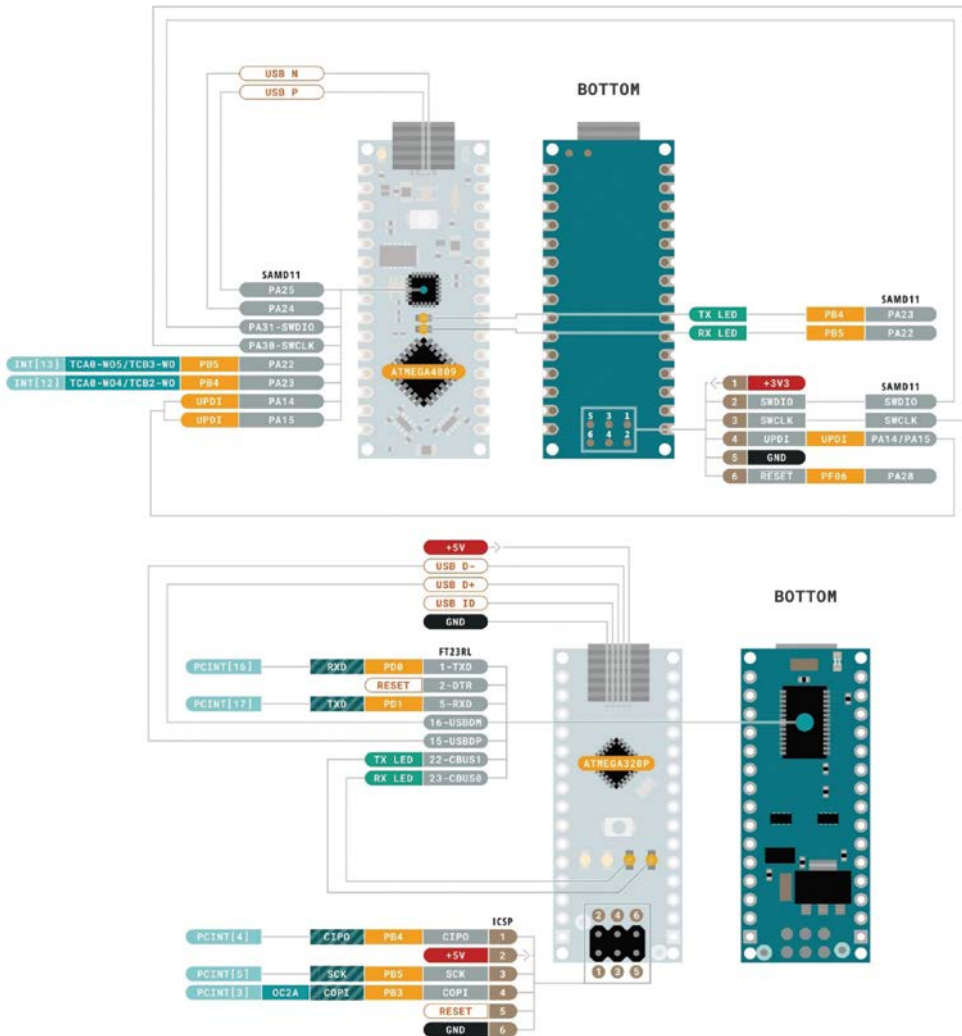 USB N
USB P
BOTTOM
SAMD11
PA25
PA24
PA31-SWDIO
PA30-SWCLK
INT[13] TCA0-WO5/TCB3-WO PB5 PA22
INT[12] TCA0-WO4/TCB2-WO PB4 PA23
UPDI PA14
UPDI PA15
ATMEGA4809
SAMD11
TX LED PB4 PA23
RX LED PB5 PA22
5 3 1
6 4 2
1 +3V3
SAMD11
2 SWDIO SWDIO
3 SWCLK SWCLK
4 UPDI UPDI PA14/PA15
5 GND
6 RESET PF06 PA28
+5V
USB D-
USB D+
USB ID
GND
BOTTOM
FT23RL
PCINT[16] RXD PD0 1-TXD
RESET 2-DTR
PCINT[17] TXD PD1 5-RXD
16-USBDM
15-USBDP
TX LED 22-CBUS1
RX LED 23-CBUS0
ATMEGA328P
2 4 6
1 3 5
ICSP
PCINT[4] CIPO PB4 CIPO 1
+5V 2
PCINT[5] SCK PB5 SCK 3
PCINT[3] OC2A COPI PB3 COPI 4
RESET 5
GND 6